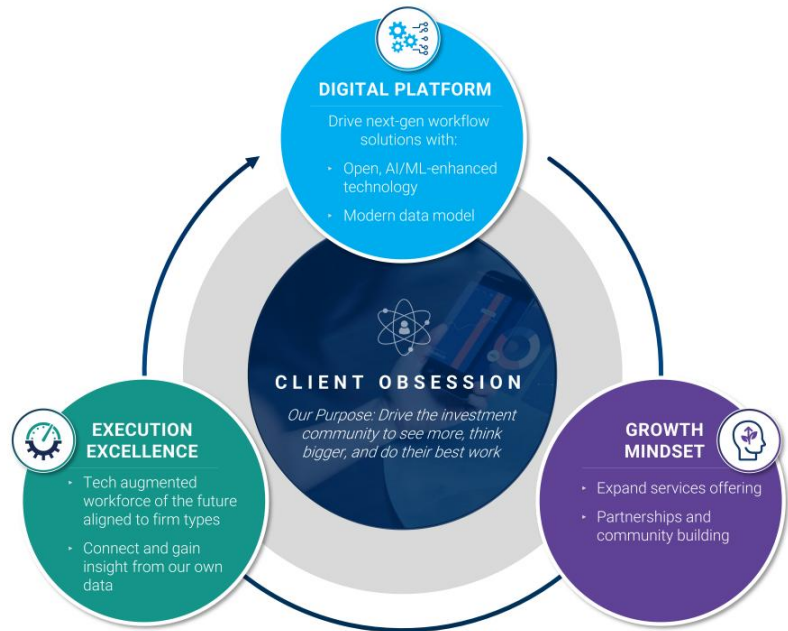 DIGITAL PLATFORM
Drive next-gen workflow
solutions with:
‣ Open, AI/ML-enhanced
technology
‣ Modern data model
CLIENT OBSESSION
Our Purpose: Drive the investment
community to see more, think
bigger, and do their best work
EXECUTION
EXCELLENCE
‣ Tech augmented
workforce of the future
aligned to firm types
‣ Connect and gain
insight from our own
data
GROWTH
MINDSET
‣ Expand services offering
‣ Partnerships and
community building